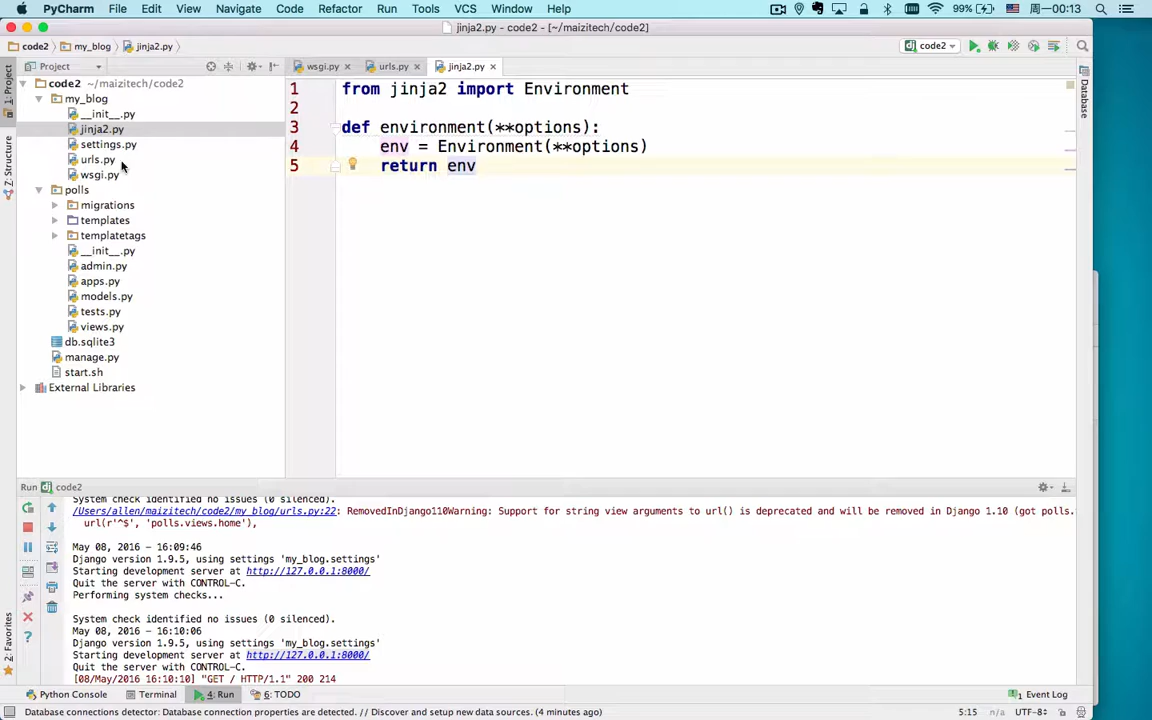 PyCharm File Edit View Navigate Code Refactor Run Tools VCS Window Help 99% 周一00:13
jinja2.py - code2 - [~/maizitech/code2]
code2 my_blog jinja2.py code2
Project wsgi.py urls.py jinja2.py
1: Project
Z: Structure
2: Favorites
Database
code2 ~/maizitech/code2
my_blog
__init__.py
jinja2.py
settings.py
urls.py
wsgi.py
polls
migrations
templates
templatetags
__init__.py
admin.py
apps.py
models.py
tests.py
views.py
db.sqlite3
manage.py
start.sh
External Libraries
1 from jinja2 import Environment
2
3 def environment(**options):
4 env = Environment(**options)
5 return env
Run code2
System check identified no issues (0 silenced).
/Users/allen/maizitech/code2/my_blog/urls.py:22: RemovedInDjango110Warning: Support for string view arguments to url() is deprecated and will be removed in Django 1.10 (got polls.
url(r'^$', 'polls.views.home'),
May 08, 2016 - 16:09:46
Django version 1.9.5, using settings 'my_blog.settings'
Starting development server at http://127.0.0.1:8000/
Quit the server with CONTROL-C.
Performing system checks...
System check identified no issues (0 silenced).
May 08, 2016 - 16:10:06
Django version 1.9.5, using settings 'my_blog.settings'
Starting development server at http://127.0.0.1:8000/
Quit the server with CONTROL-C.
[08/May/2016 16:10:10] "GET / HTTP/1.1" 200 214
Python Console Terminal 4: Run 6: TODO 1 Event Log
Database connections detector: Database connection properties are detected. // Discover and setup new data sources. (4 minutes ago) 5:15 n/a UTF-8